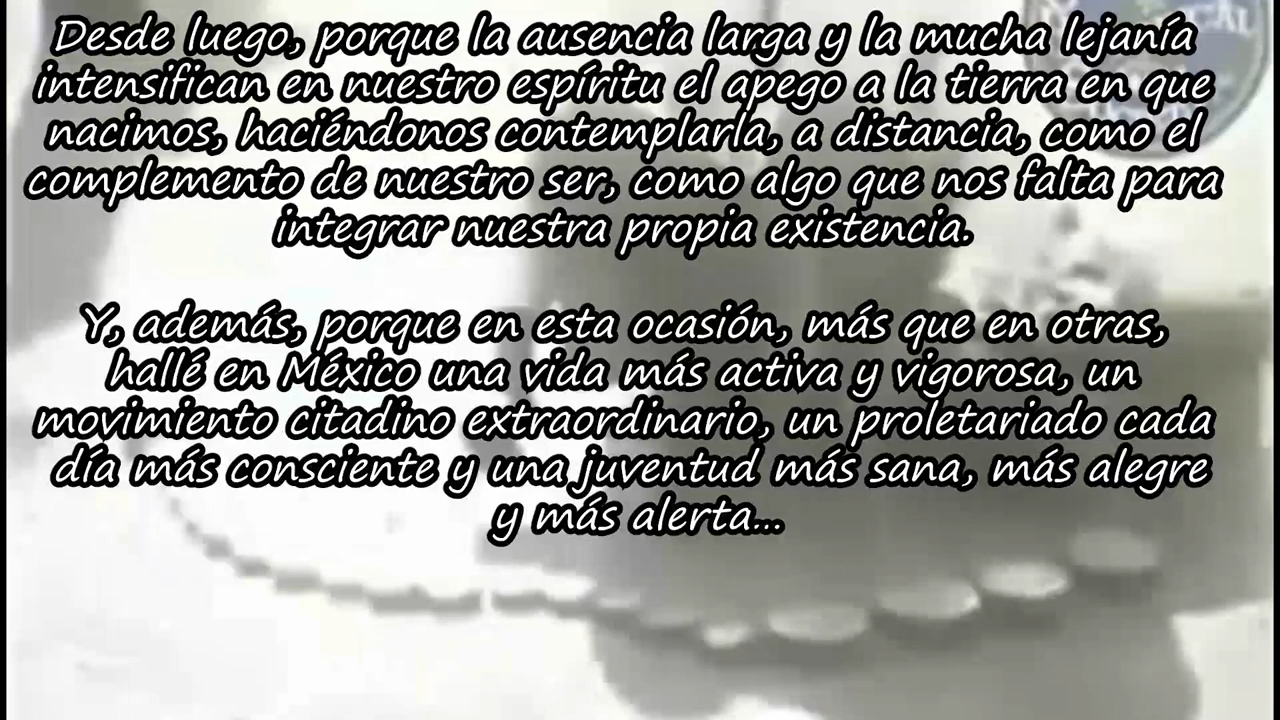 Desde luego, porque la ausencia larga y la mucha lejanía
intensifican en nuestro espíritu el apego a la tierra en que
nacimos, haciéndonos contemplarla, a distancia, como el
complemento de nuestro ser, como algo que nos falta para
integrar nuestra propia existencia.
Y, además, porque en esta ocasión, más que en otras,
hallé en México una vida más activa y vigorosa, un
movimiento citadino extraordinario, un proletariado cada
día más consciente y una juventud más sana, más alegre
y más alerta...